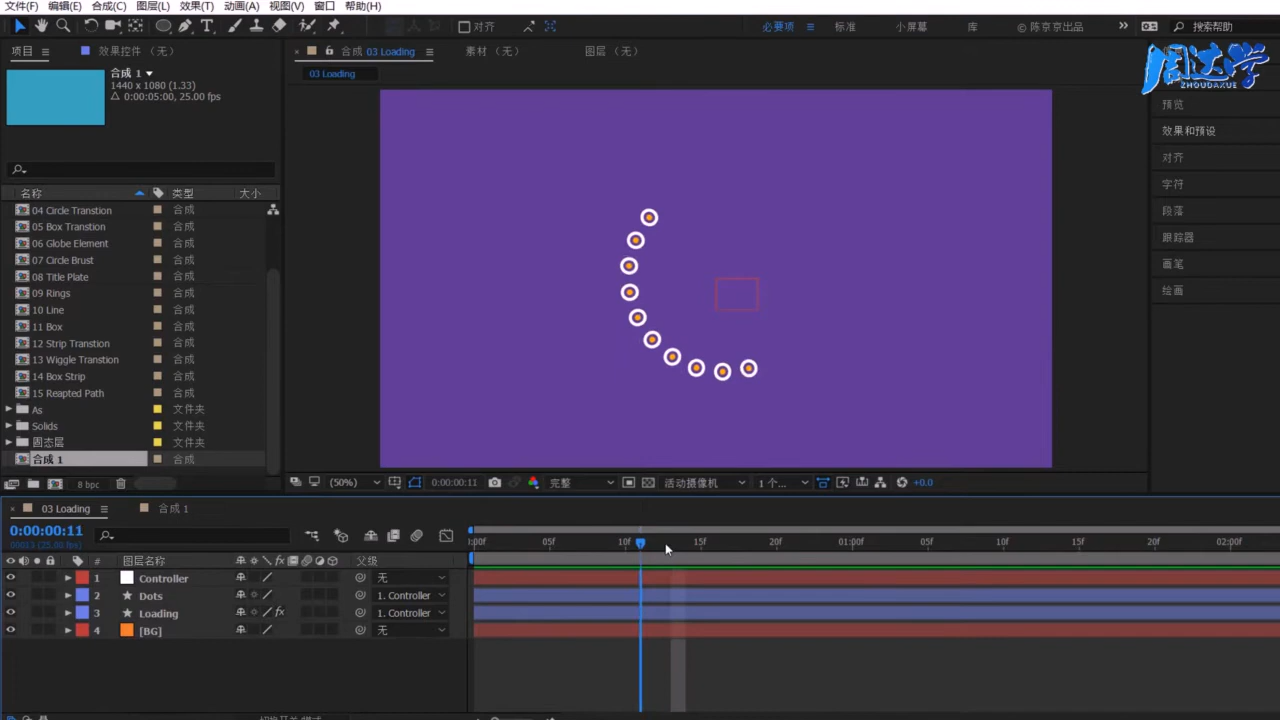 文件(F) 编辑(E) 合成(C) 图层(L) 效果(T) 动画(A) 视图(V) 窗口 帮助(H)
对齐 必要项 标准 小屏幕 库 © 陈京京出品 搜索帮助
项目 效果控件 (无) 合成 03 Loading 素材 (无) 图层 (无)
合成 1
1440 x 1080 (1.33)
0:00:05:00, 25.00 fps
03 Loading
周达学
ZHOUDAXUE
预览
效果和预设
对齐
字符
段落
跟踪器
画笔
绘画
名称 类型 大小
04 Circle Transtion 合成
05 Box Transtion 合成
06 Globe Element 合成
07 Circle Brust 合成
08 Title Plate 合成
09 Rings 合成
10 Line 合成
11 Box 合成
12 Strip Transtion 合成
13 Wiggle Transtion 合成
14 Box Strip 合成
15 Reapted Path 合成
As 文件夹
Solids 文件夹
固态层 文件夹
合成 1 合成
8 bpc
(50%) 0:00:00:11 完整 活动摄像机 1 个... +0.0
03 Loading 合成 1
0:00:00:11
00011 (25.00 fps)
:00f 05f 10f 15f 20f 01:00f 05f 10f 15f 20f 02:00f
# 图层名称 父级
1 Controller 无
2 Dots 1. Controller
3 Loading 1. Controller
4 [BG] 无